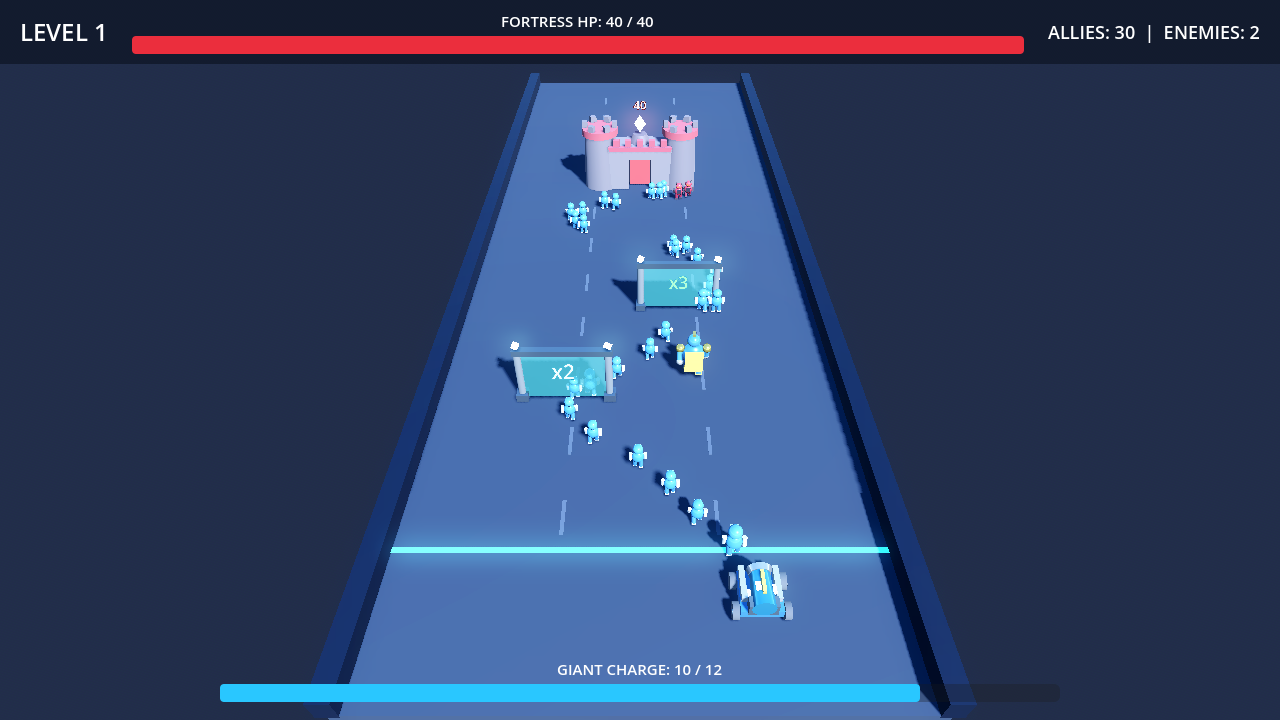 LEVEL 1
FORTRESS HP: 40 / 40
ALLIES: 30 | ENEMIES: 2
40
x3
x2
GIANT CHARGE: 10 / 12